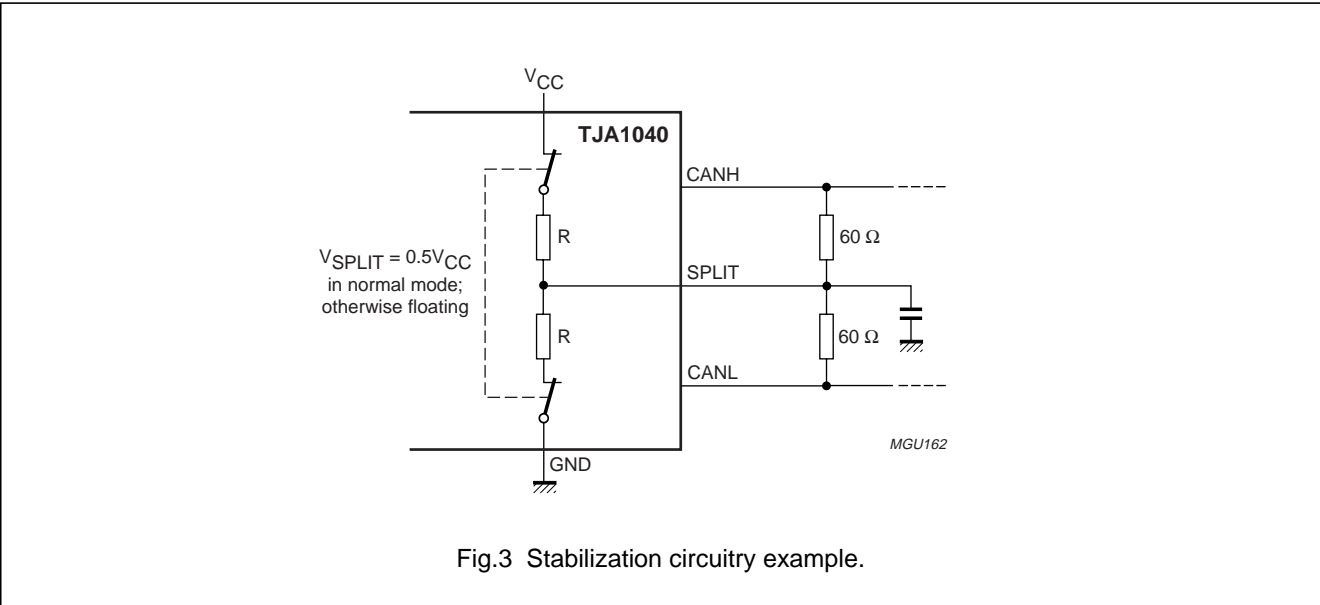 VCC
TJA1040
CANH
R
60 Ω
VSPLIT = 0.5VCC
in normal mode;
otherwise floating
SPLIT
R
60 Ω
CANL
MGU162
GND
Fig.3 Stabilization circuitry example.